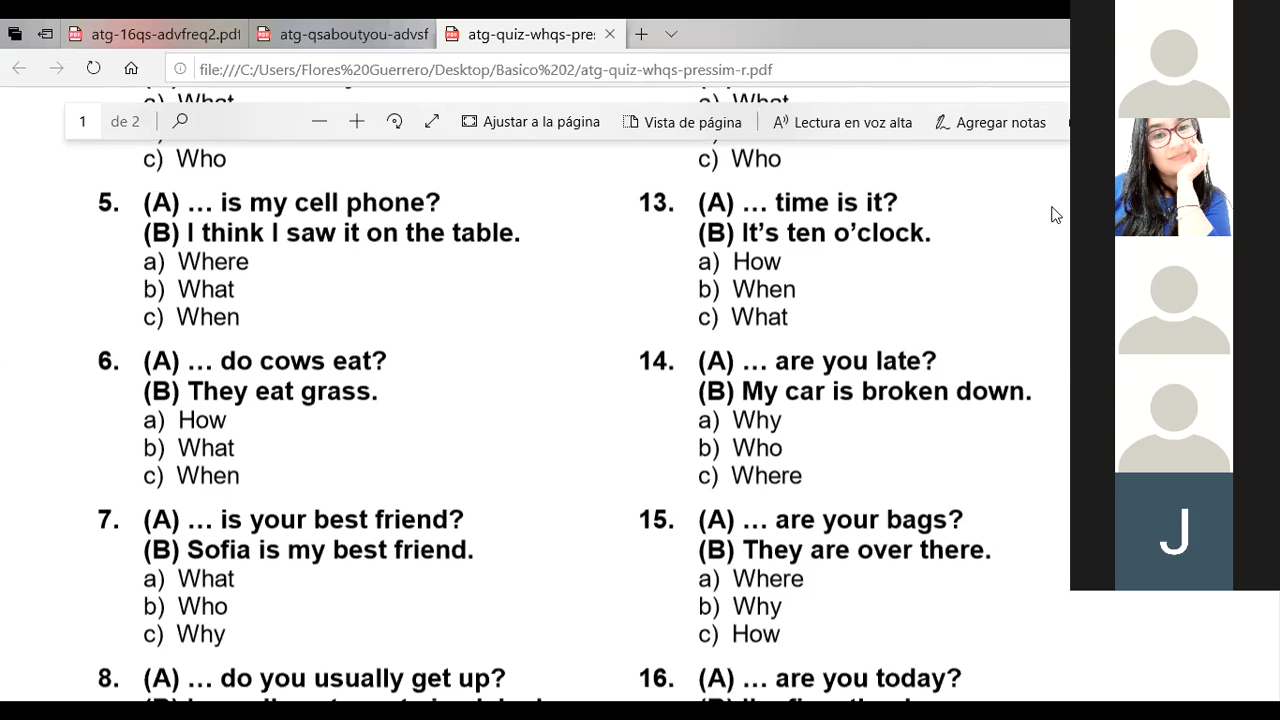 atg-16qs-advfreq2.pdf
atg-qsaboutyou-advsf
atg-quiz-whqs-pres:
file:///C:/Users/Flores%20Guerrero/Desktop/Basico%202/atg-quiz-whqs-pressim-r.pdf
1 de 2
Ajustar a la página
Vista de página
Lectura en voz alta
Agregar notas
a) What
c) Who
5. (A) … is my cell phone?
(B) I think I saw it on the table.
a) Where
b) What
c) When
6. (A) … do cows eat?
(B) They eat grass.
a) How
b) What
c) When
7. (A) … is your best friend?
(B) Sofia is my best friend.
a) What
b) Who
c) Why
8. (A) … do you usually get up?
a) What
c) Who
13. (A) … time is it?
(B) It’s ten o’clock.
a) How
b) When
c) What
14. (A) … are you late?
(B) My car is broken down.
a) Why
b) Who
c) Where
15. (A) … are your bags?
(B) They are over there.
a) Where
b) Why
c) How
16. (A) … are you today?
J